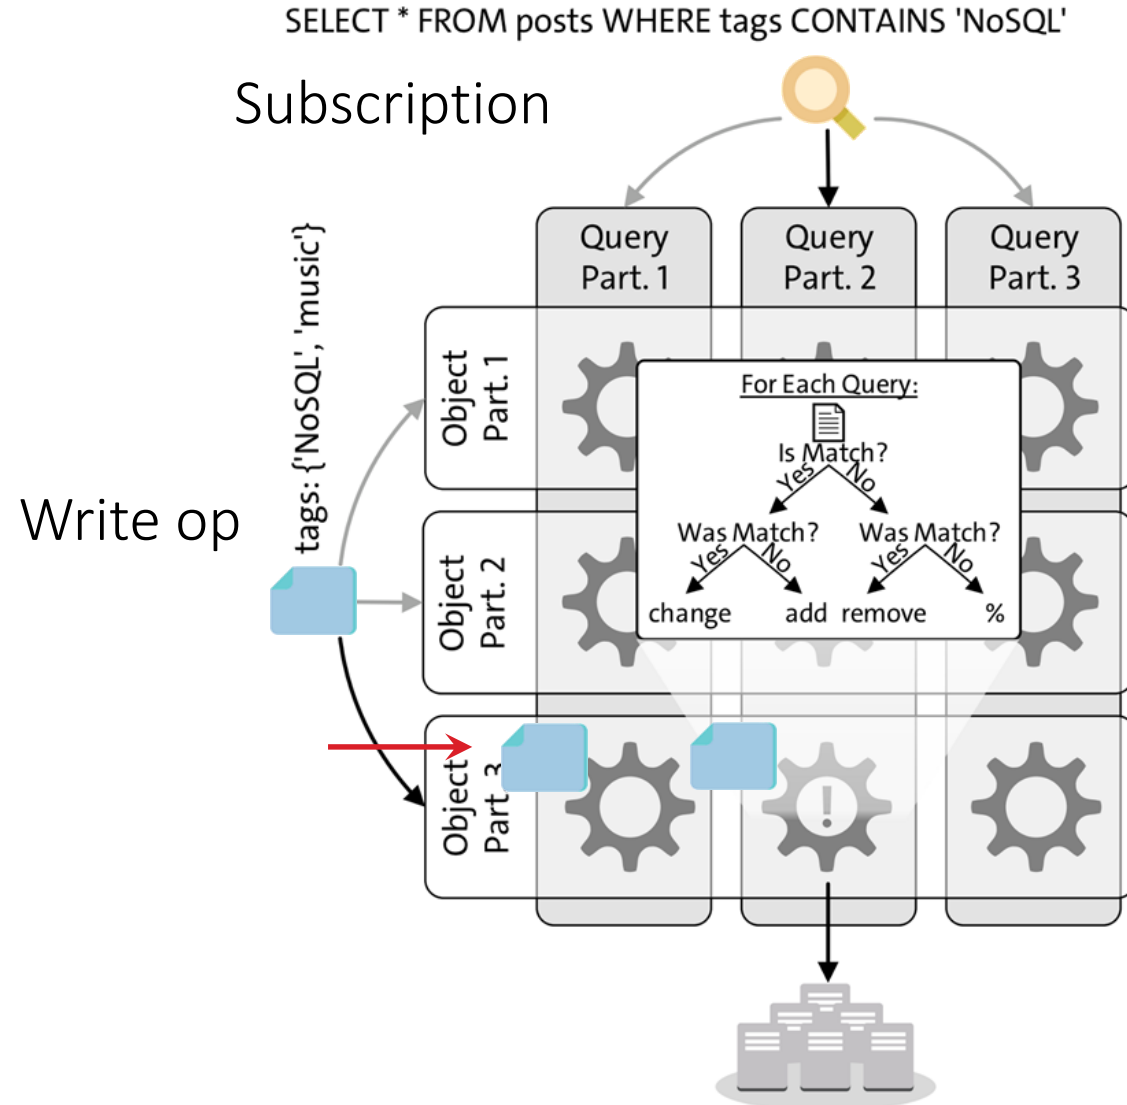 SELECT * FROM posts WHERE tags CONTAINS 'NoSQL'
Subscription
Query
Part. 1
Query
Part. 2
Query
Part. 3
tags: {'NoSQL', 'music'}
Write op
Object
Part. 1
Object
Part. 2
Object
Part. 3
For Each Query:
Is Match?
Yes
No
Was Match?
Was Match?
Yes
No
Yes
No
change
add
remove
%
!